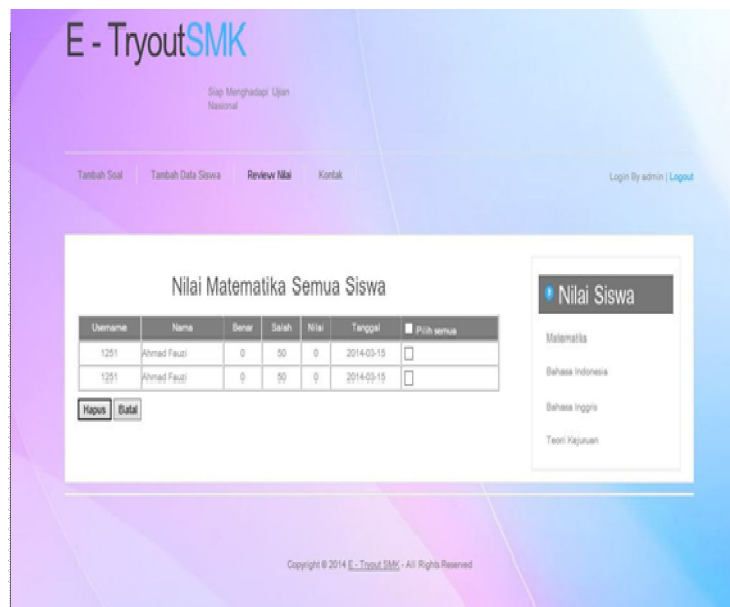 E - TryoutSMK
Siap Menghadapi Ujian
Nasional
Tambah Soal Tambah Data Siswa Review Nilai Kontak Login By admin | Logout
Nilai Matematika Semua Siswa
Username Nama Benar Salah Nilai Tanggal Pilih semua
1251 Ahmad Fauzi 0 50 0 2014-03-15
1251 Ahmad Fauzi 0 50 0 2014-03-15
Hapus Batal
Nilai Siswa
Matematika
Bahasa Indonesia
Bahasa Inggris
Teori Kejuruan
Copyright © 2014 E - Tryout SMK - All Rights Reserved